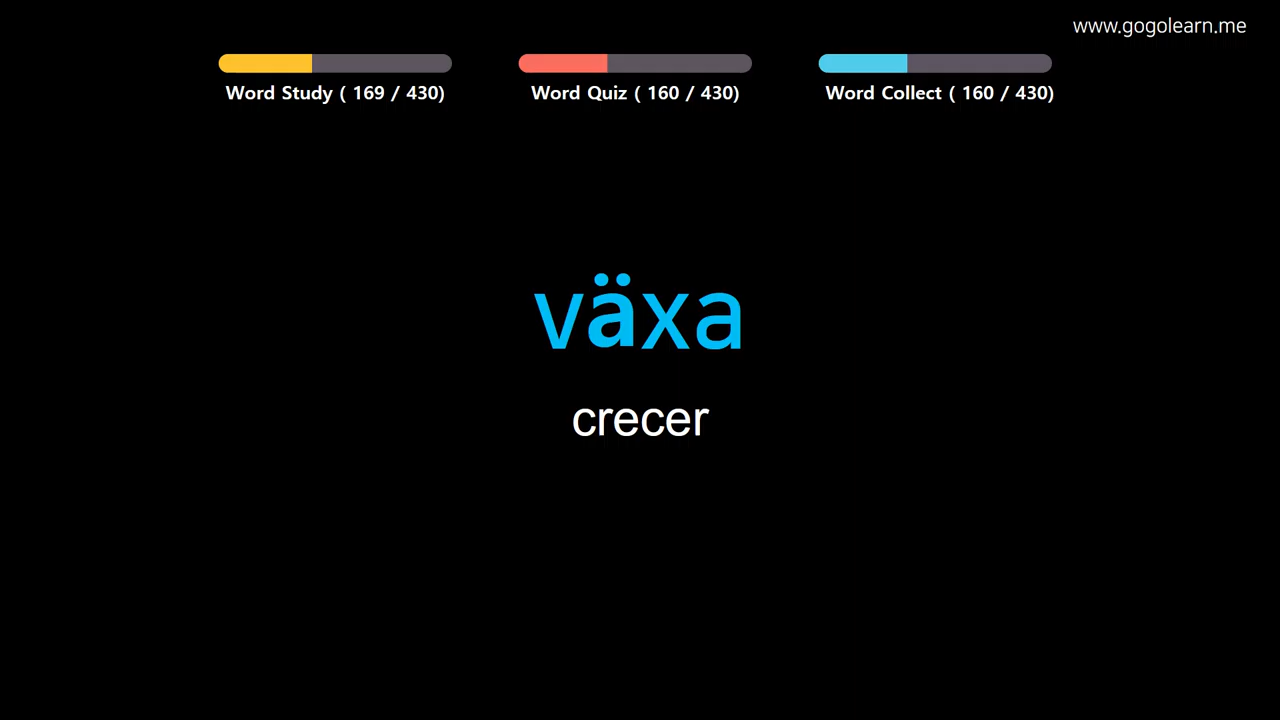 www.gogolearn.me
Word Study ( 169 / 430)
Word Quiz ( 160 / 430)
Word Collect ( 160 / 430)
växa
crecer